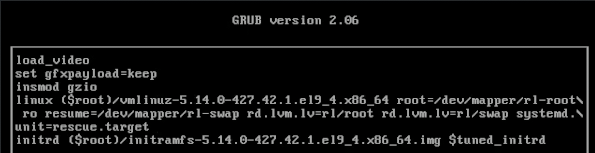 GRUB version 2.06
load_video
set gfxpayload=keep
insmod gzio
linux ($root)/vmlinuz-5.14.0-427.42.1.el9_4.x86_64 root=/dev/mapper/rl-root\
ro resume=/dev/mapper/rl-swap rd.lvm.lv=rl/root rd.lvm.lv=rl/swap systemd.\
unit=rescue.target
initrd ($root)/initramfs-5.14.0-427.42.1.el9_4.x86_64.img $tuned_initrd